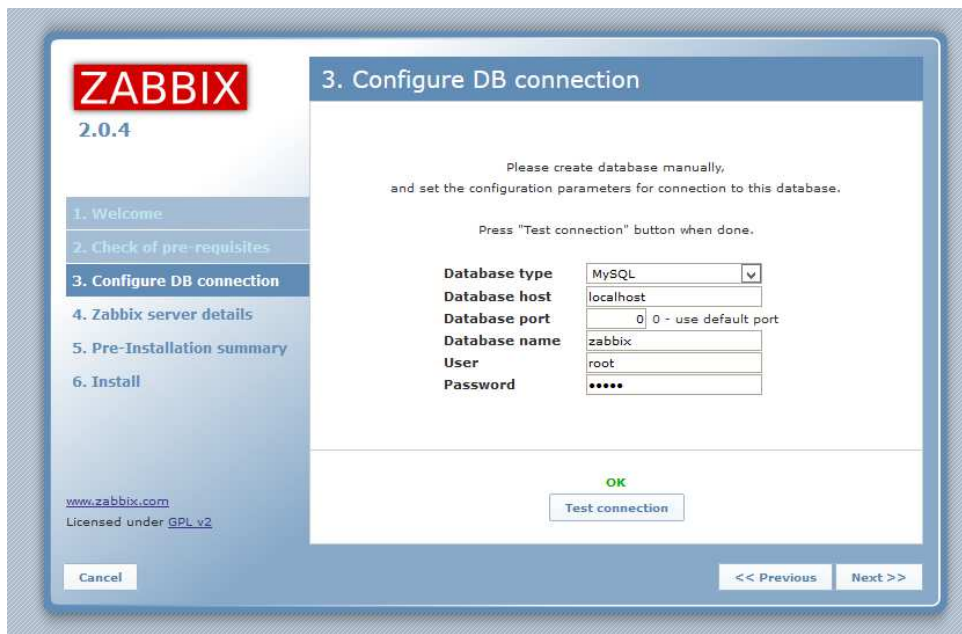 ZABBIX
2.0.4
1. Welcome
2. Check of pre-requisites
3. Configure DB connection
4. Zabbix server details
5. Pre-Installation summary
6. Install
www.zabbix.com
Licensed under GPL v2
3. Configure DB connection
Please create database manually,
and set the configuration parameters for connection to this database.
Press "Test connection" button when done.
Database type MySQL
Database host localhost
Database port 0 0 - use default port
Database name zabbix
User root
Password •••••
OK
Test connection
Cancel
<< Previous Next >>